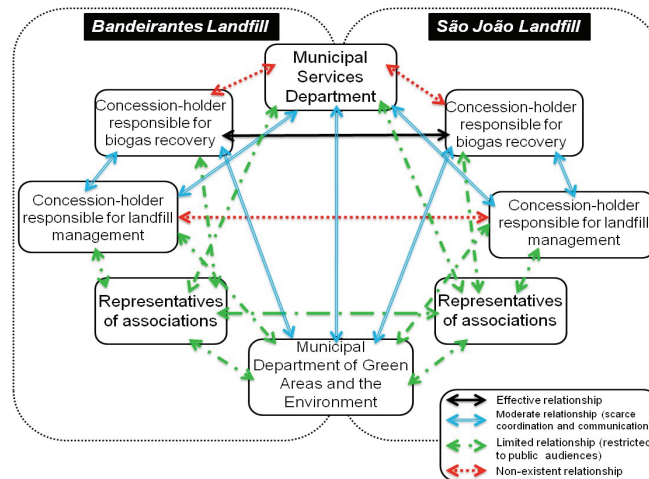 Bandeirantes Landfill
São João Landfill
Municipal
Services
Department
Concession-holder
responsible for
biogas recovery
Concession-holder
responsible for
biogas recovery
Concession-holder
responsible for landfill
management
Concession-holder
responsible for landfill
management
Representatives
of associations
Representatives
of associations
Municipal
Department of Green
Areas and the
Environment
Effective relationship
Moderate relationship (scarce
coordination and communication
Limited relationship (restricted
to public audiences)
Non-existent relationship